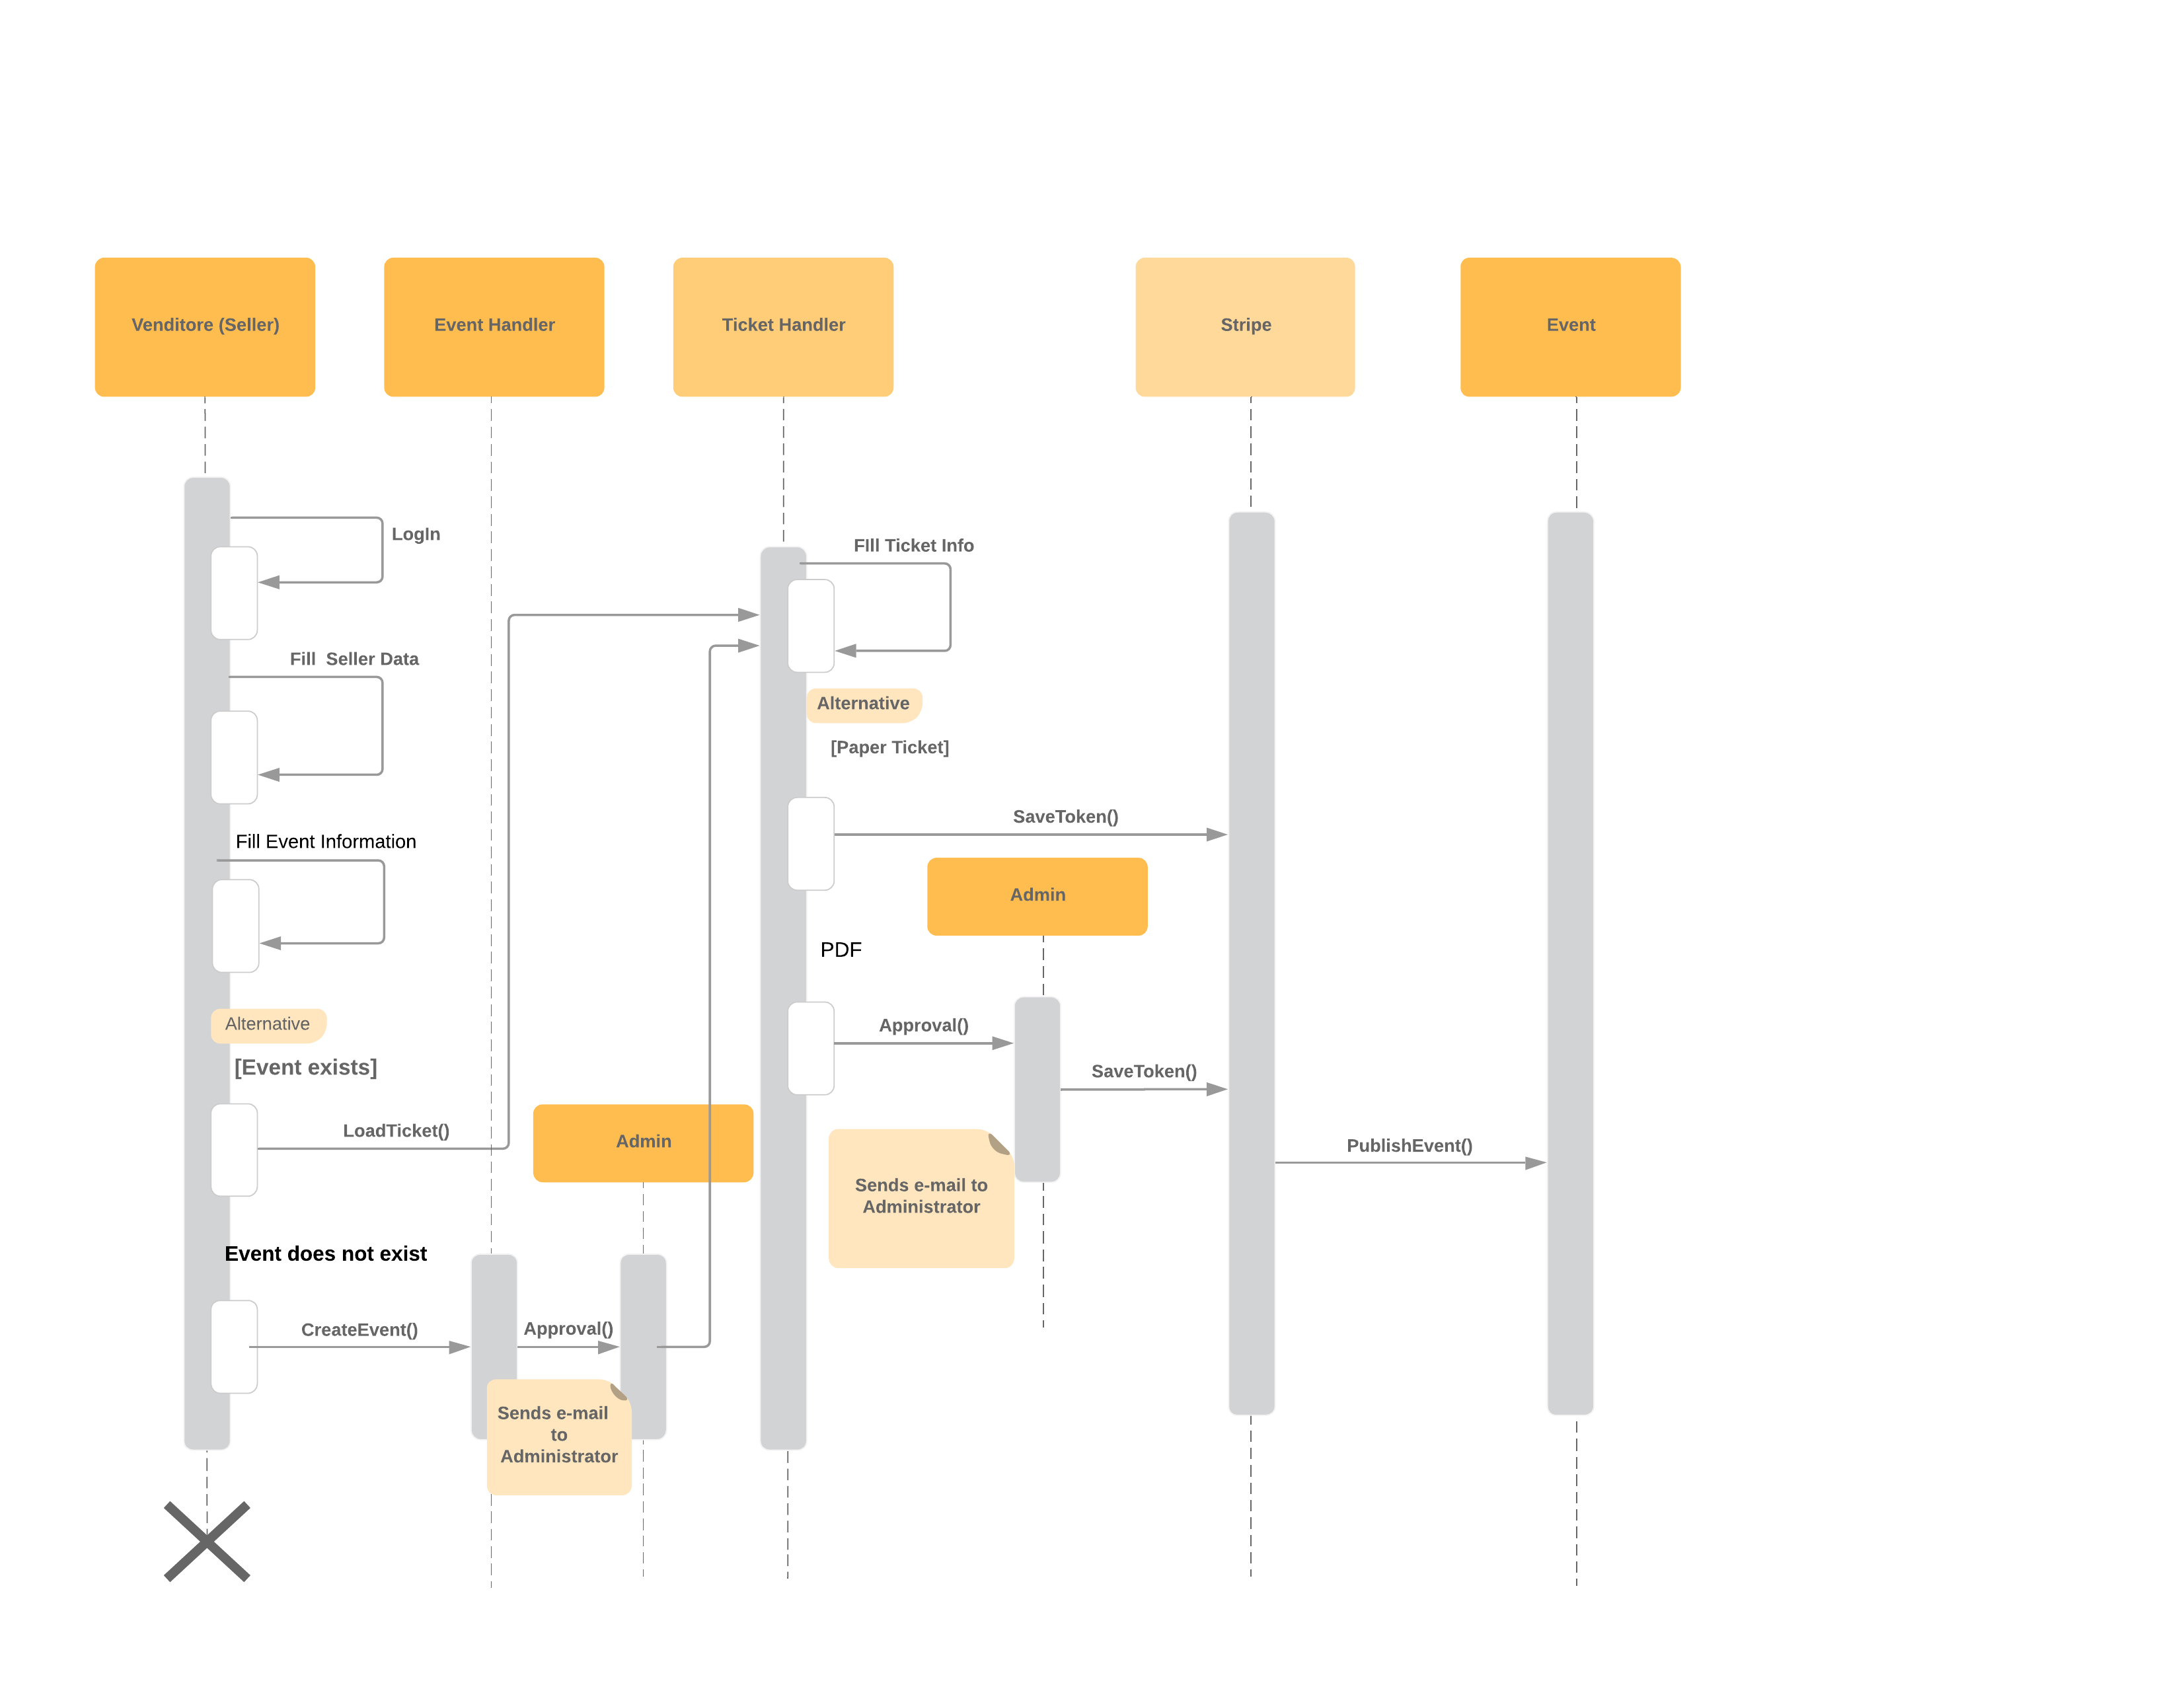 Venditore (Seller)
Event Handler
Ticket Handler
Stripe
Event
LogIn
FIll Ticket Info
Fill  Seller Data
Alternative
[Paper Ticket]
SaveToken()
Fill Event Information
Admin
PDF
Alternative
Approval()
[Event exists]
SaveToken()
LoadTicket()
Admin
PublishEvent()
Sends e-mail to
Administrator
Event does not exist
CreateEvent()
Approval()
Sends e-mail
to
Administrator